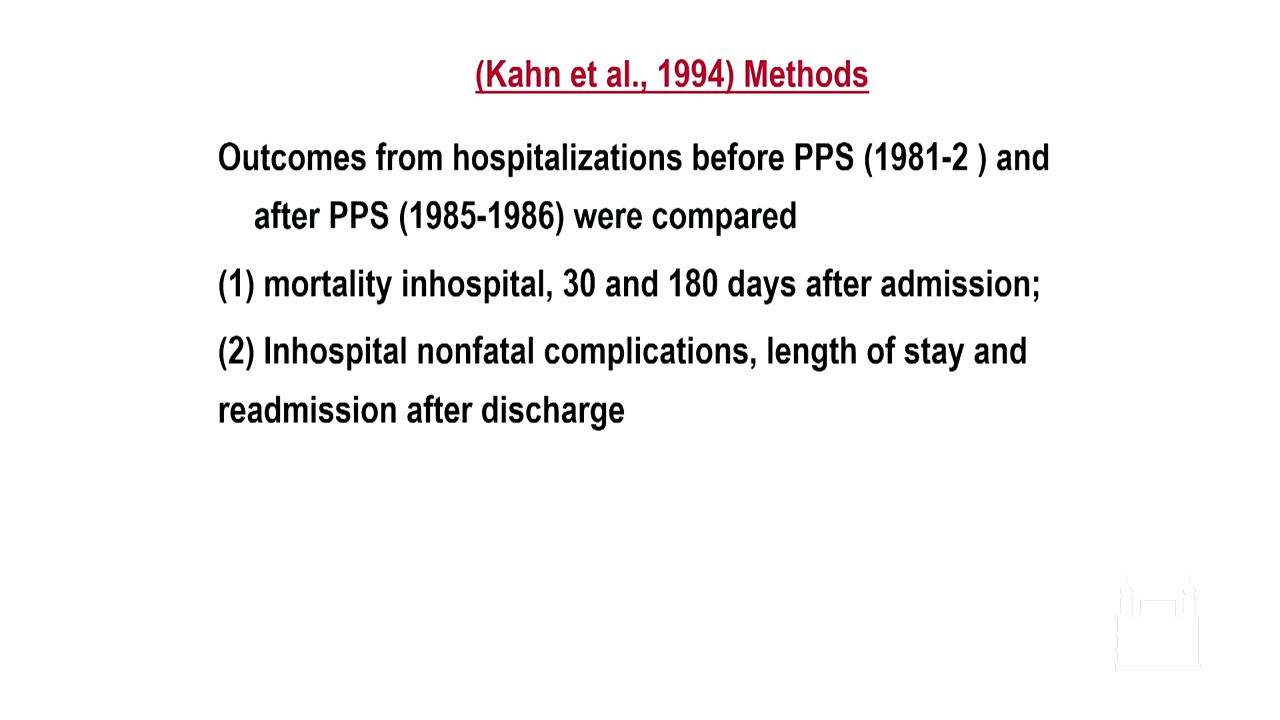 (Kahn et al., 1994) Methods
Outcomes from hospitalizations before PPS (1981-2 ) and
after PPS (1985-1986) were compared
(1) mortality inhospital, 30 and 180 days after admission;
(2) Inhospital nonfatal complications, length of stay and
readmission after discharge